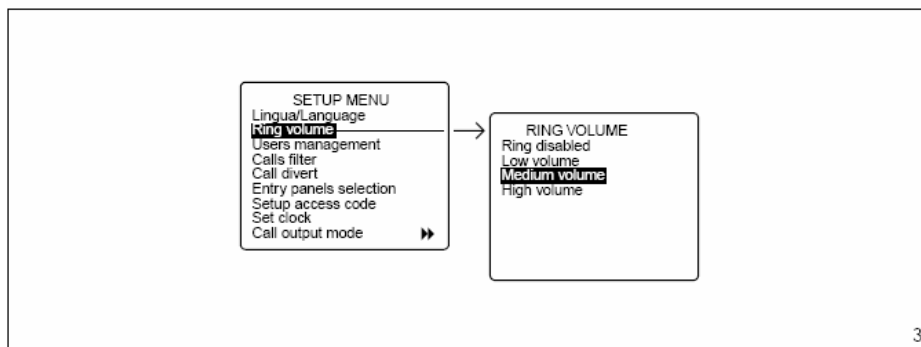 SETUP MENU
Lingua/Language
Ring volume
Users management
Calls filter
Call divert
Entry panels selection
Setup access code
Set clock
Call output mode
RING VOLUME
Ring disabled
Low volume
Medium volume
High volume
3